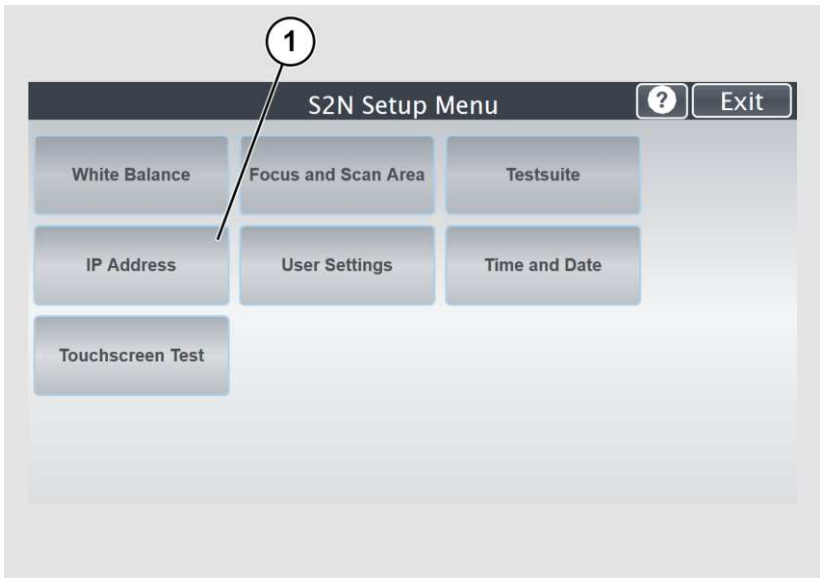 1
S2N Setup Menu ? Exit
White Balance Focus and Scan Area Testsuite
IP Address User Settings Time and Date
Touchscreen Test